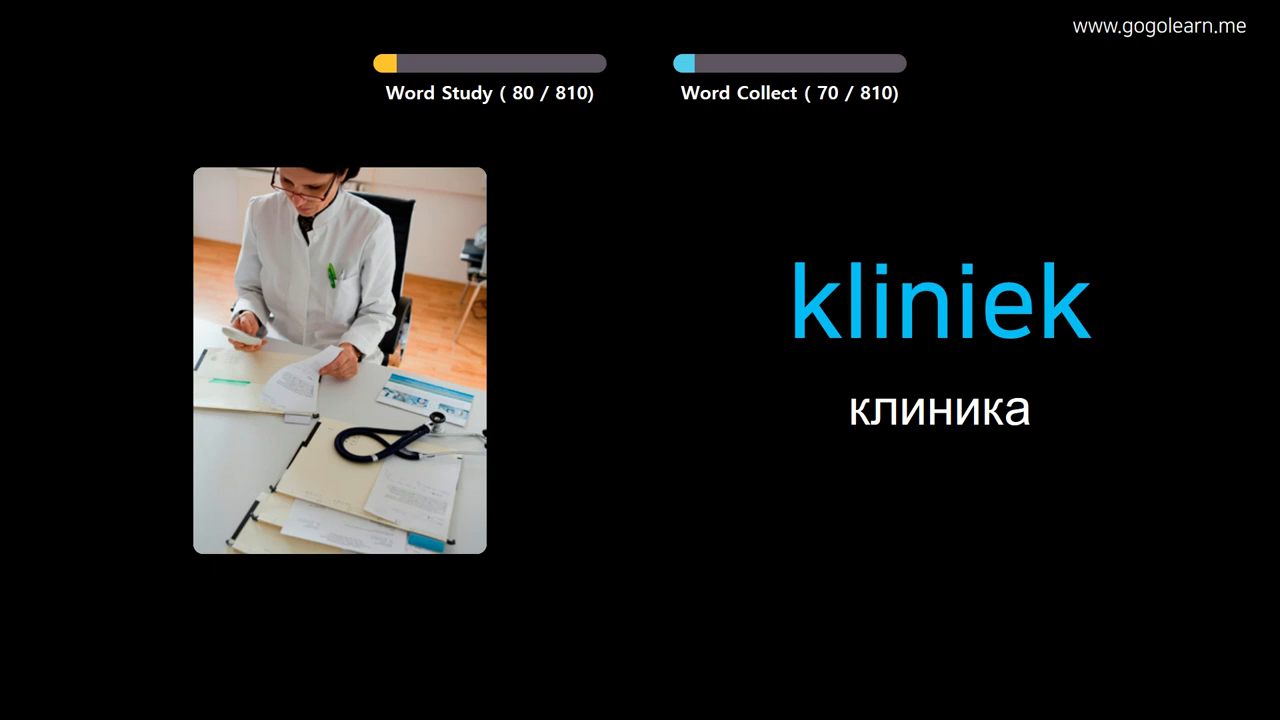 www.gogolearn.me
Word Study ( 80 / 810)
Word Collect ( 70 / 810)
kliniek
клиника